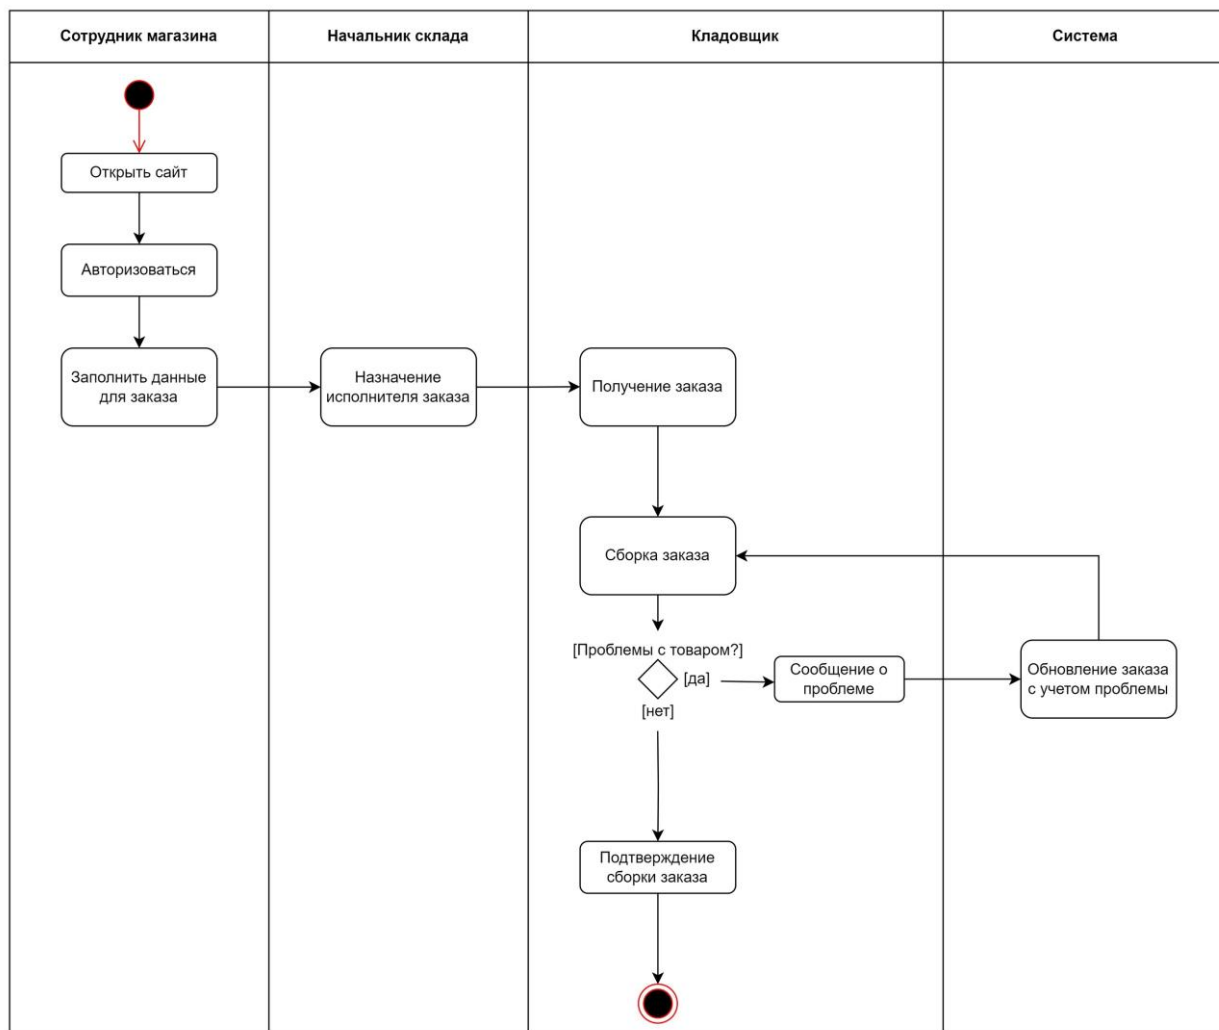 Сотрудник магазина
Начальник склада
Кладовщик
Система
Открыть сайт
Авторизоваться
Заполнить данные
для заказа
Назначение
исполнителя заказа
Получение заказа
Сборка заказа
[Проблемы с товаром?]
[да]
[нет]
Сообщение о
проблеме
Обновление заказа
с учетом проблемы
Подтверждение
сборки заказа